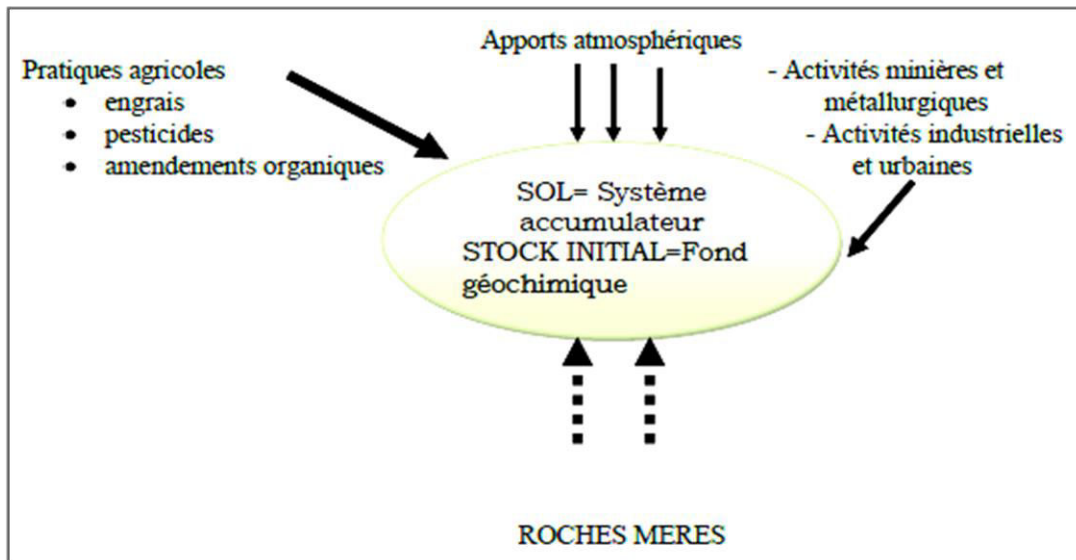 Apports atmosphériques
Pratiques agricoles
• engrais
• pesticides
• amendements organiques
- Activités minières et
métallurgiques
- Activités industrielles
et urbaines
SOL= Système
accumulateur
STOCK INITIAL=Fond
géochimique
ROCHES MERES